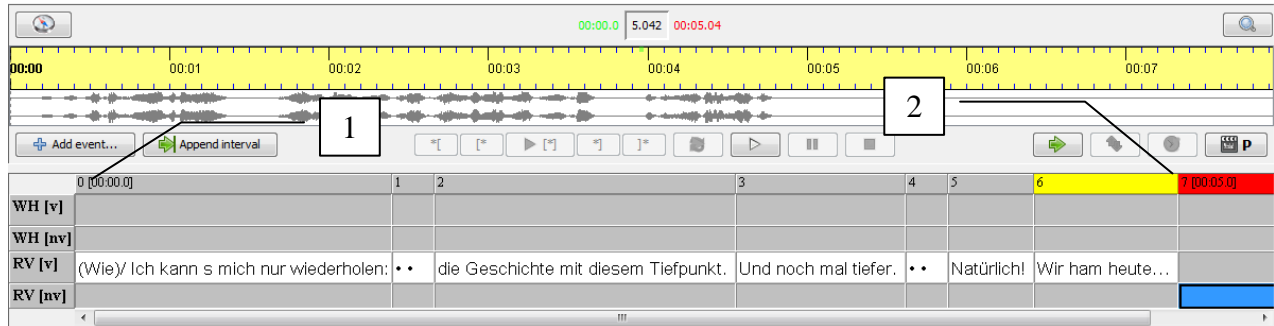 00:00.0 5.042 00:05.04
00:00 00:01 00:02 00:03 00:04 00:05 00:06 00:07
1 2
Add event... Append interval *[ [* [*] *] ]* P
0 [00:00.0] 1 2 3 4 5 6 7 [00:05.0]
WH [v]
WH [nv]
RV [v] (Wie)/ Ich kann s mich nur wiederholen: • • die Geschichte mit diesem Tiefpunkt. Und noch mal tiefer. • • Natürlich! Wir ham heute...
RV [nv]